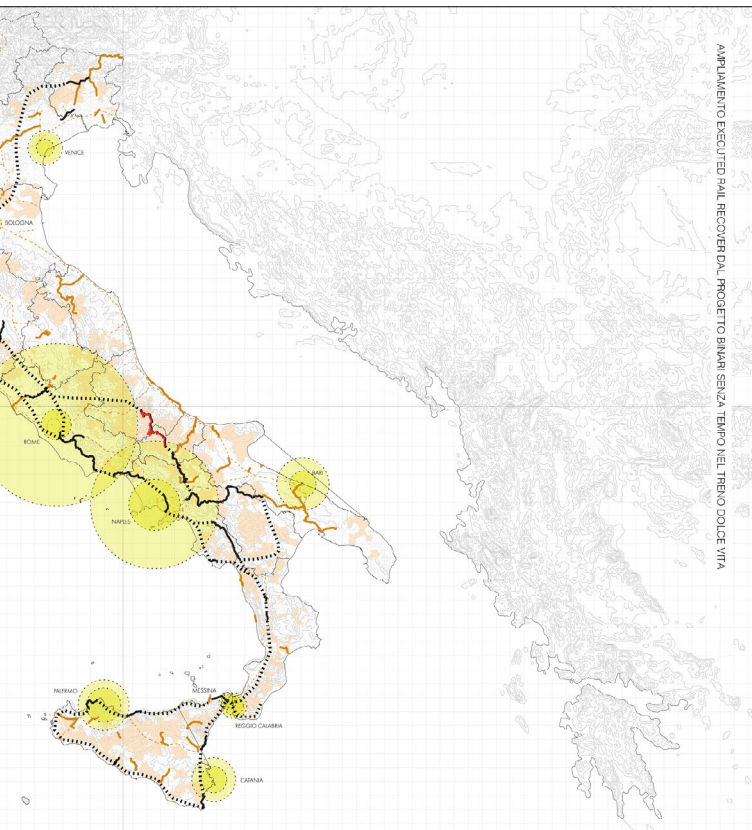 AMPLIAMENTO EXECUTED RAIL RECOVER DAL PROGETTO BINARI SENZA TEMPO NEL TRENO DOLCE VITA
VENICE
BOLOGNA
ROME
BARI
NAPLES
PALERMO
MESSINA
REGGIO CALABRIA
CATANIA